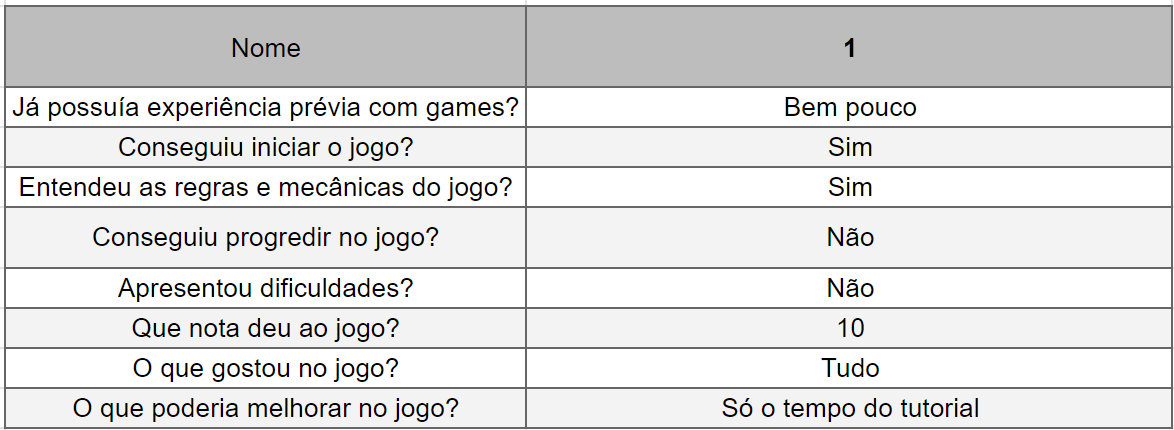 Nome 1
Já possuía experiência prévia com games? Bem pouco
Conseguiu iniciar o jogo? Sim
Entendeu as regras e mecânicas do jogo? Sim
Conseguiu progredir no jogo? Não
Apresentou dificuldades? Não
Que nota deu ao jogo? 10
O que gostou no jogo? Tudo
O que poderia melhorar no jogo? Só o tempo do tutorial